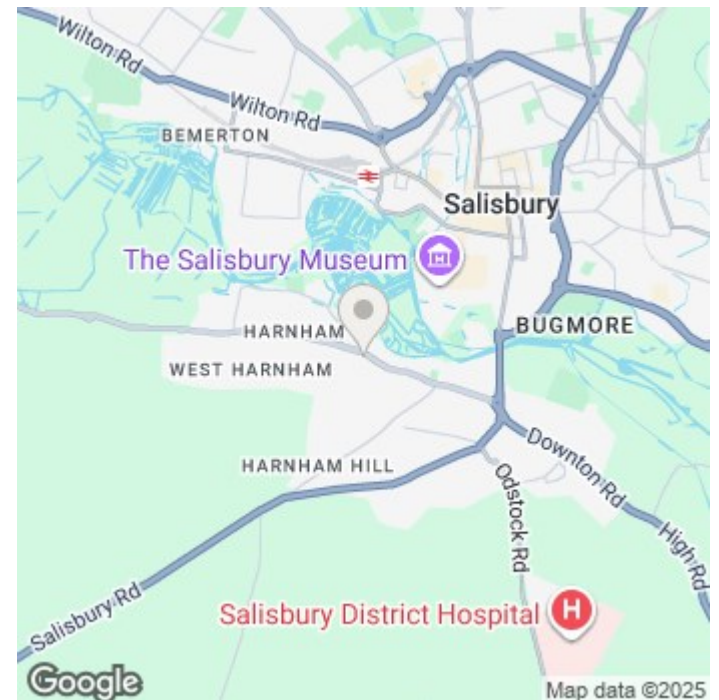 Wilton Rd
Wilton Rd
BEMERTON
Salisbury
The Salisbury Museum
HARNHAM
BUGMORE
WEST HARNHAM
HARNHAM HILL
Downton Rd
Odstock Rd
High Rd
Salisbury Rd
Salisbury District Hospital
H
Google
Map data ©2025